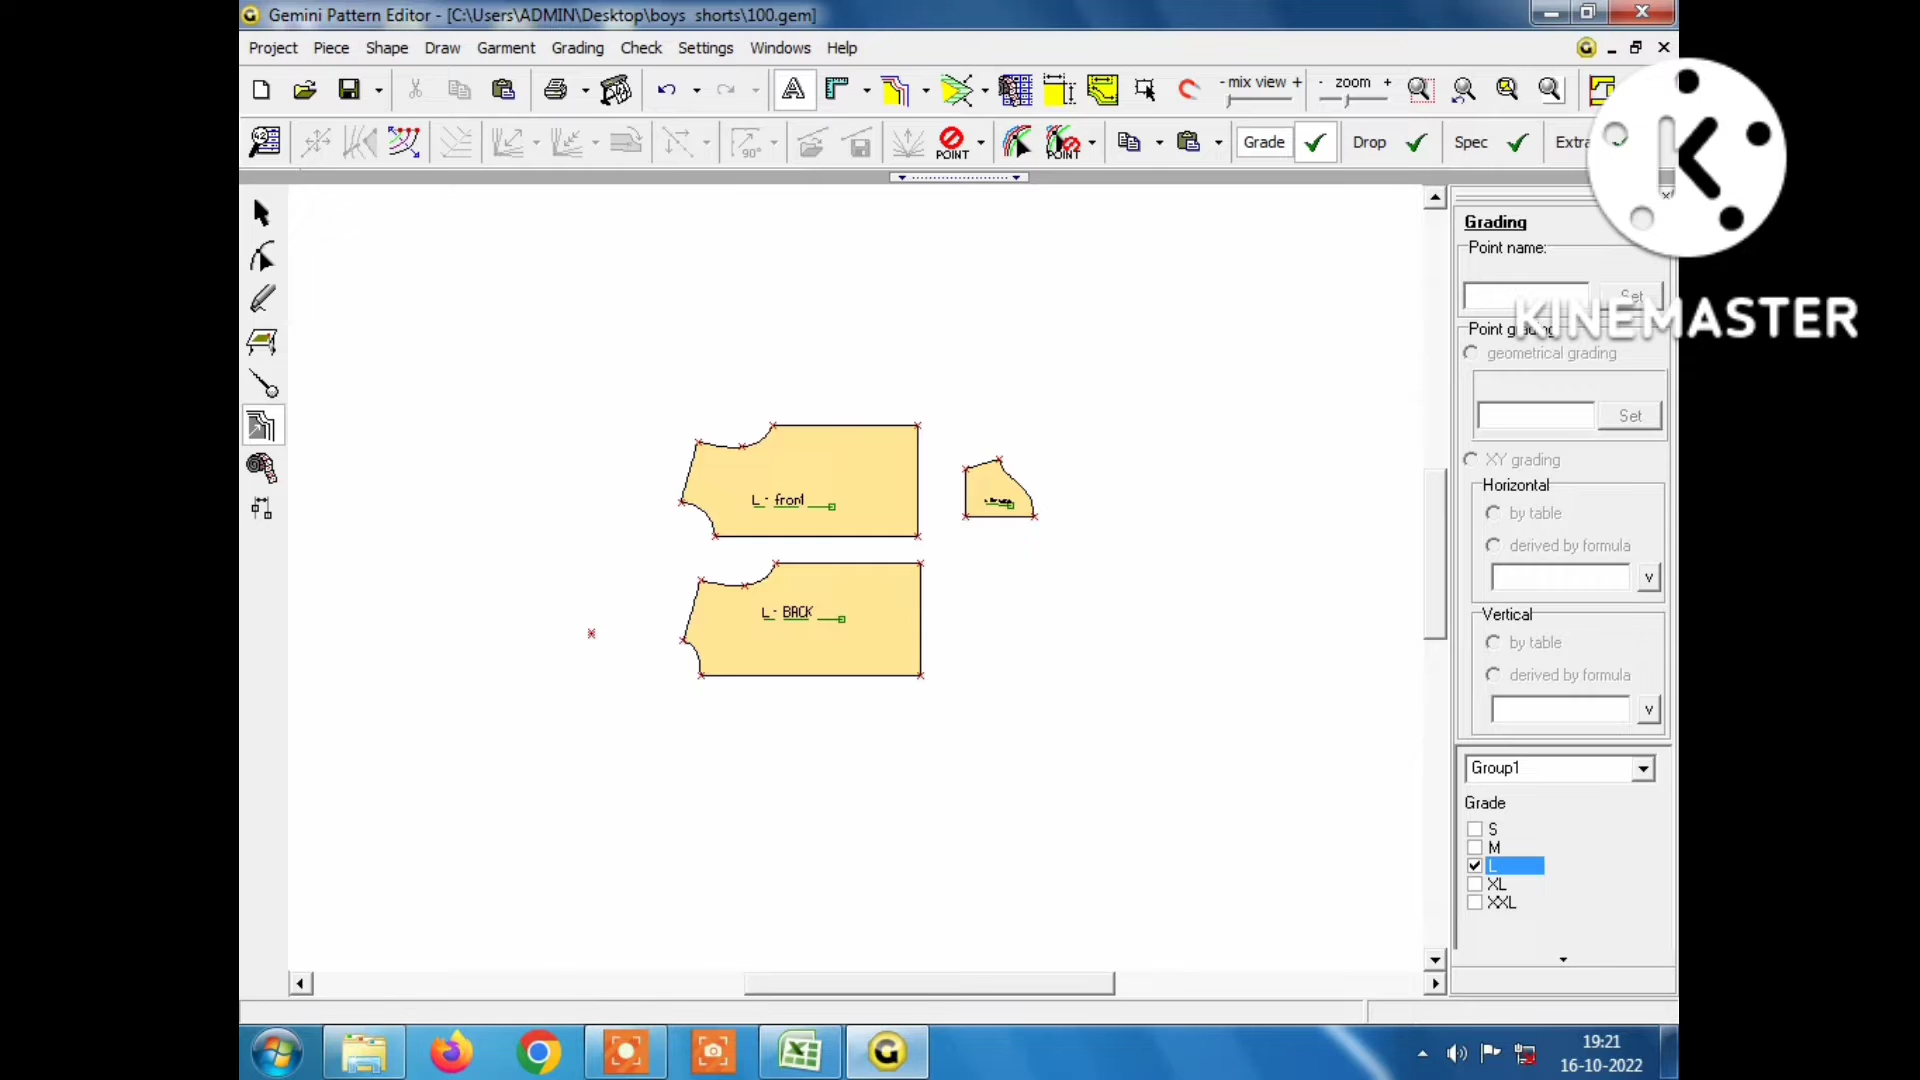 Gemini Pattern Editor - [C:\Users\ADMIN\Desktop\boys shorts\100.gem]
Project Piece Shape Draw Garment Grading Check Settings Windows Help
- mix view + - zoom +
90° POINT POINT Grade Drop Spec Extra
Grading
Point name:
Set
KINEMASTER
Point grading
geometrical grading
Set
XY grading
Horizontal
by table
derived by formula
v
Vertical
by table
derived by formula
v
L - front
L - BACK
Group1
Grade
S
M
L
XL
XXL
19:21
16-10-2022